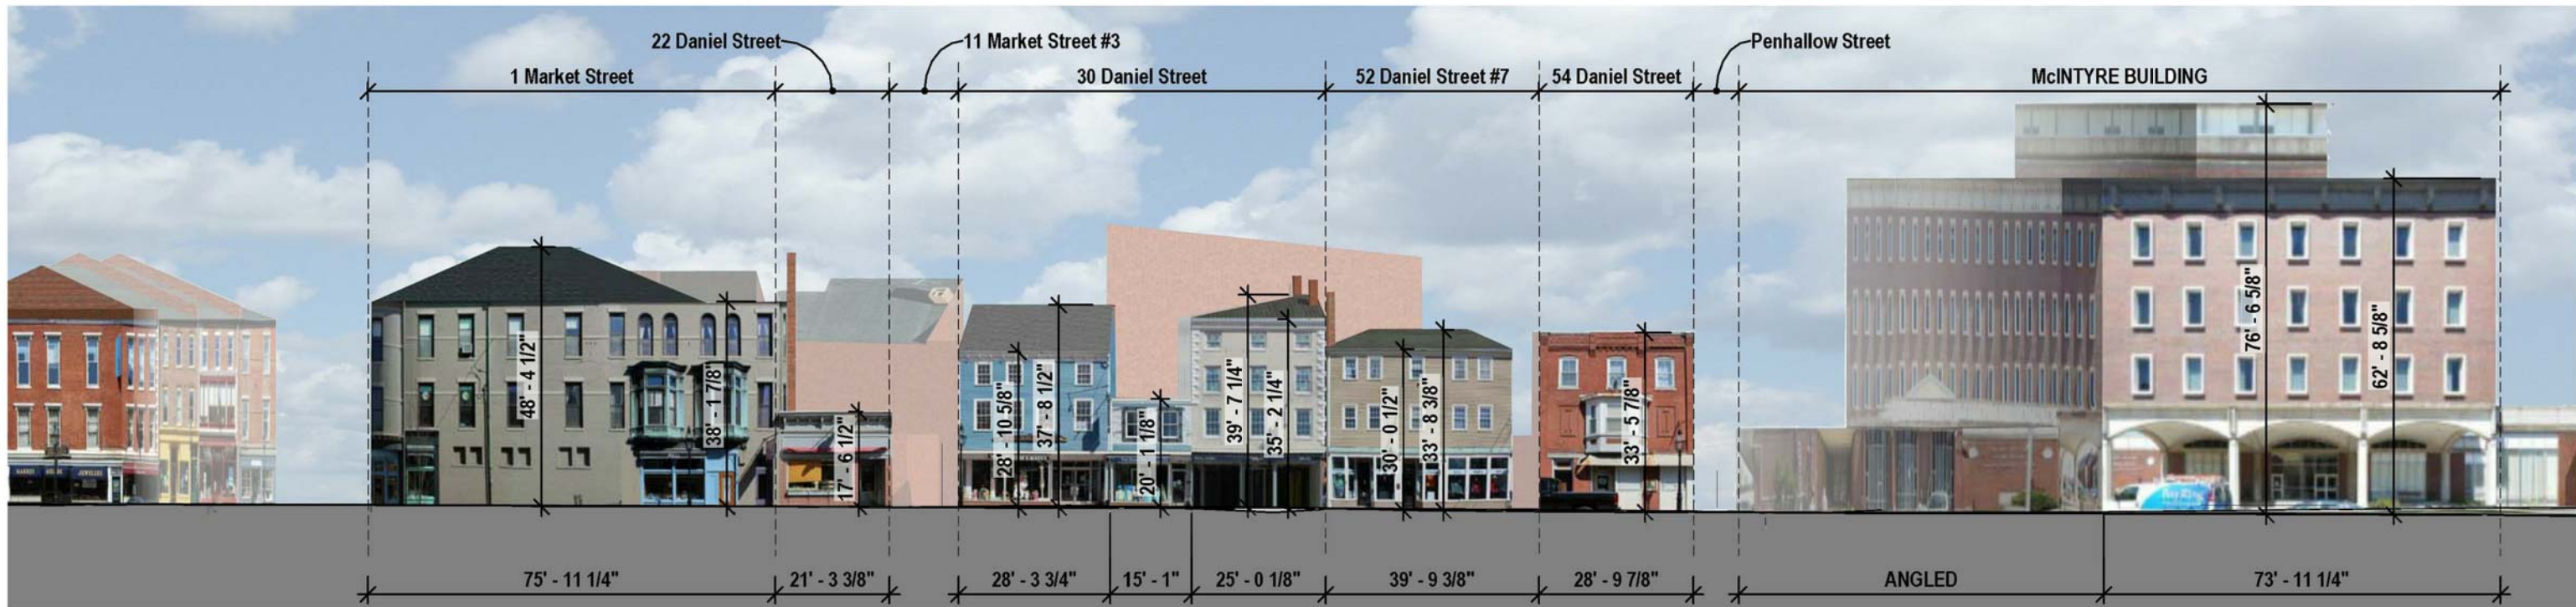 22 Daniel Street
11 Market Street #3
Penhallow Street
1 Market Street
30 Daniel Street
52 Daniel Street #7
54 Daniel Street
McINTYRE BUILDING
48' - 4 1/2"
38' - 1 7/8"
17' - 6 1/2"
28' - 10 5/8"
37' - 8 1/2"
20' - 1 1/8"
39' - 7 1/4"
35' - 2 1/4"
30' - 0 1/2"
33' - 8 3/8"
33' - 5 7/8"
76' - 6 5/8"
62' - 8 5/8"
75' - 11 1/4"
21' - 3 3/8"
28' - 3 3/4"
15' - 1"
25' - 0 1/8"
39' - 9 3/8"
28' - 9 7/8"
ANGLED
73' - 11 1/4"